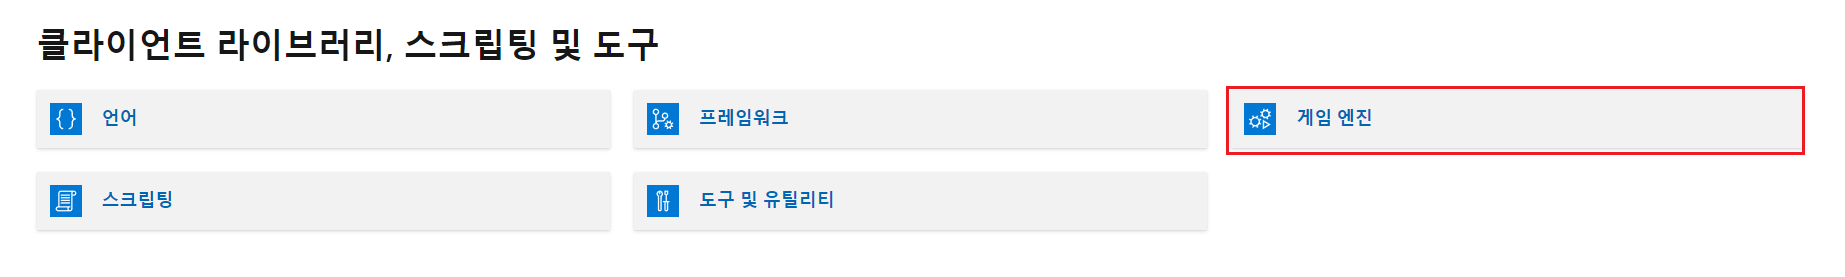 클라이언트 라이브러리, 스크립팅 및 도구
언어
프레임워크
게임 엔진
스크립팅
도구 및 유틸리티